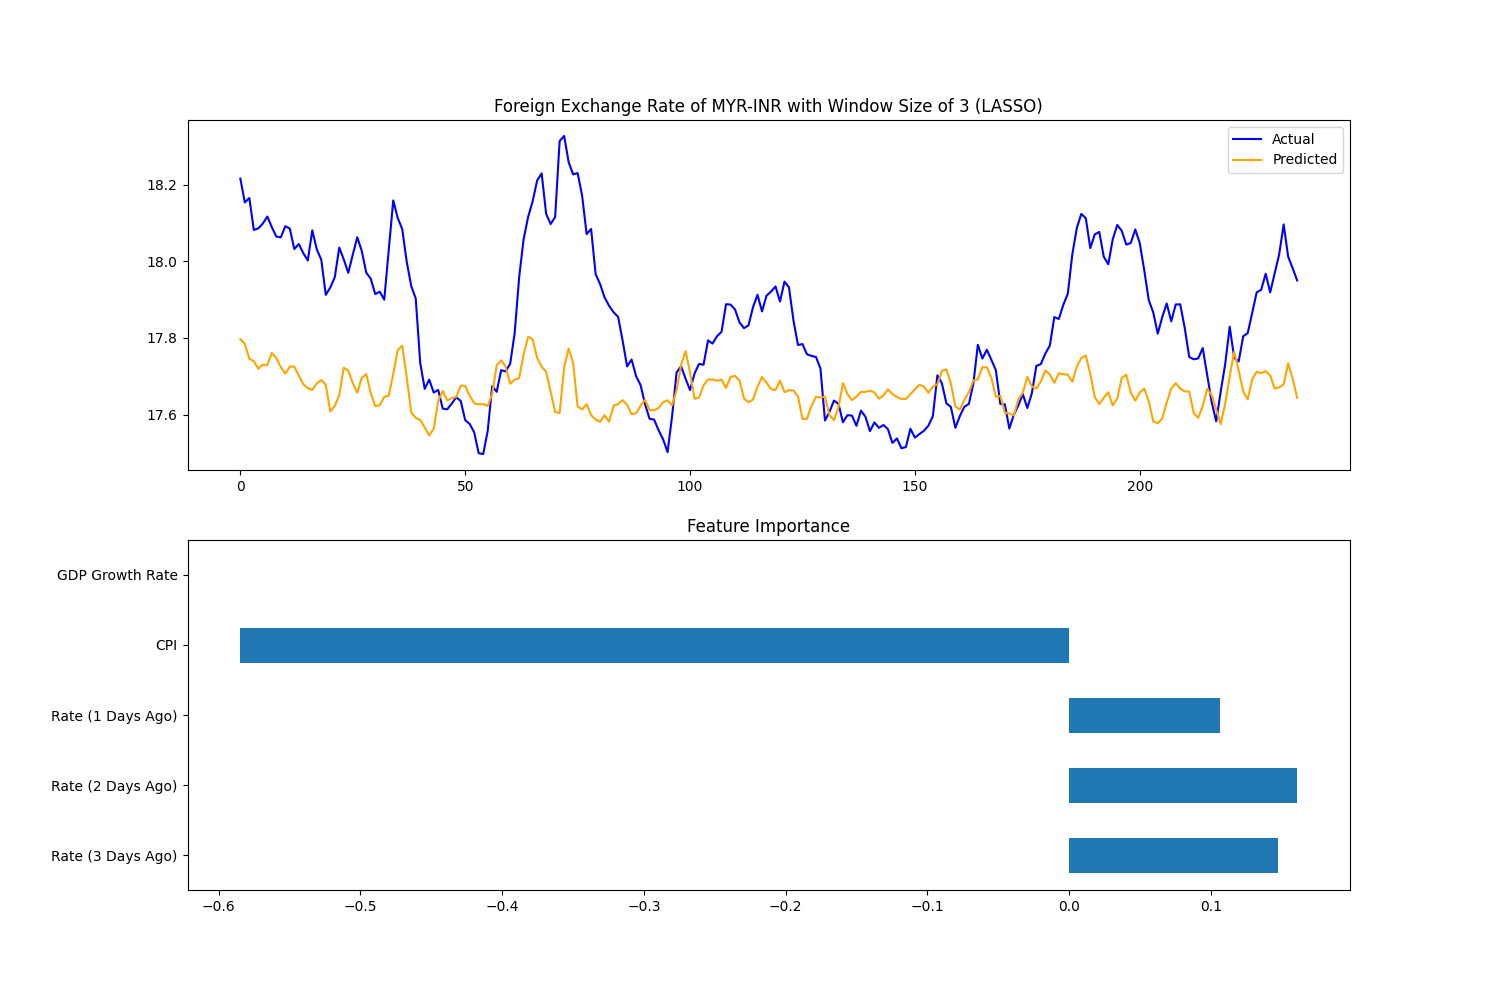 Foreign Exchange Rate of MYR-INR with Window Size of 3 (LASSO)
Actual
Predicted
18.2
18.0
17.8
17.6
0 50 100 150 200
Feature Importance
GDP Growth Rate
CPI
Rate (1 Days Ago)
Rate (2 Days Ago)
Rate (3 Days Ago)
−0.6 −0.5 −0.4 −0.3 −0.2 −0.1 0.0 0.1